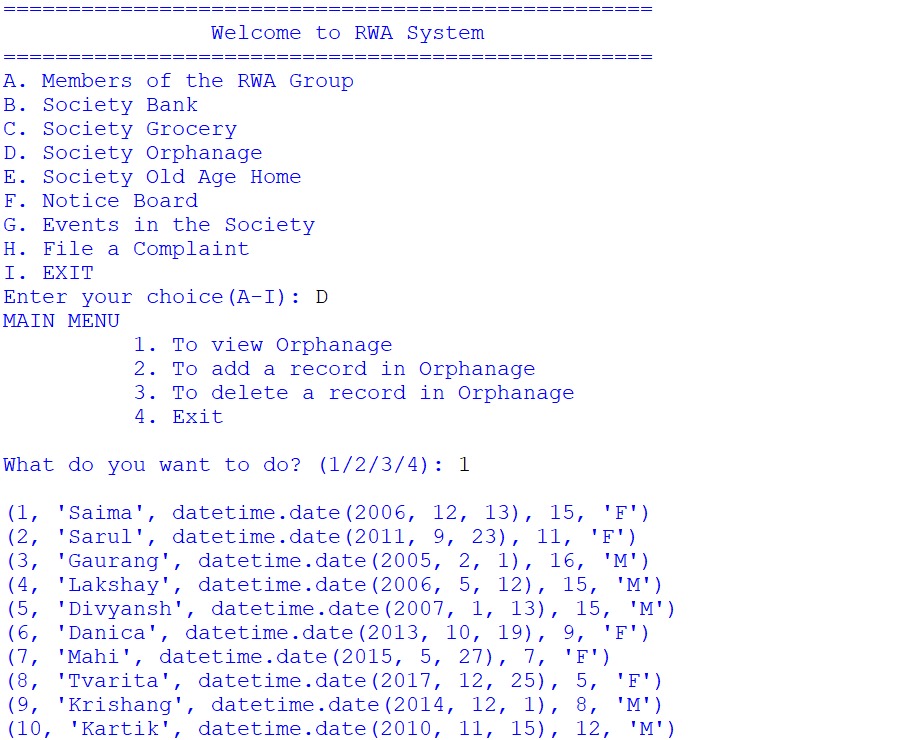 ==================================================
Welcome to RWA System
==================================================
A. Members of the RWA Group
B. Society Bank
C. Society Grocery
D. Society Orphanage
E. Society Old Age Home
F. Notice Board
G. Events in the Society
H. File a Complaint
I. EXIT
Enter your choice(A-I): D
MAIN MENU
1. To view Orphanage
2. To add a record in Orphanage
3. To delete a record in Orphanage
4. Exit
What do you want to do? (1/2/3/4): 1
(1, 'Saima', datetime.date(2006, 12, 13), 15, 'F')
(2, 'Sarul', datetime.date(2011, 9, 23), 11, 'F')
(3, 'Gaurang', datetime.date(2005, 2, 1), 16, 'M')
(4, 'Lakshay', datetime.date(2006, 5, 12), 15, 'M')
(5, 'Divyansh', datetime.date(2007, 1, 13), 15, 'M')
(6, 'Danica', datetime.date(2013, 10, 19), 9, 'F')
(7, 'Mahi', datetime.date(2015, 5, 27), 7, 'F')
(8, 'Tvarita', datetime.date(2017, 12, 25), 5, 'F')
(9, 'Krishang', datetime.date(2014, 12, 1), 8, 'M')
(10, 'Kartik', datetime.date(2010, 11, 15), 12, 'M')